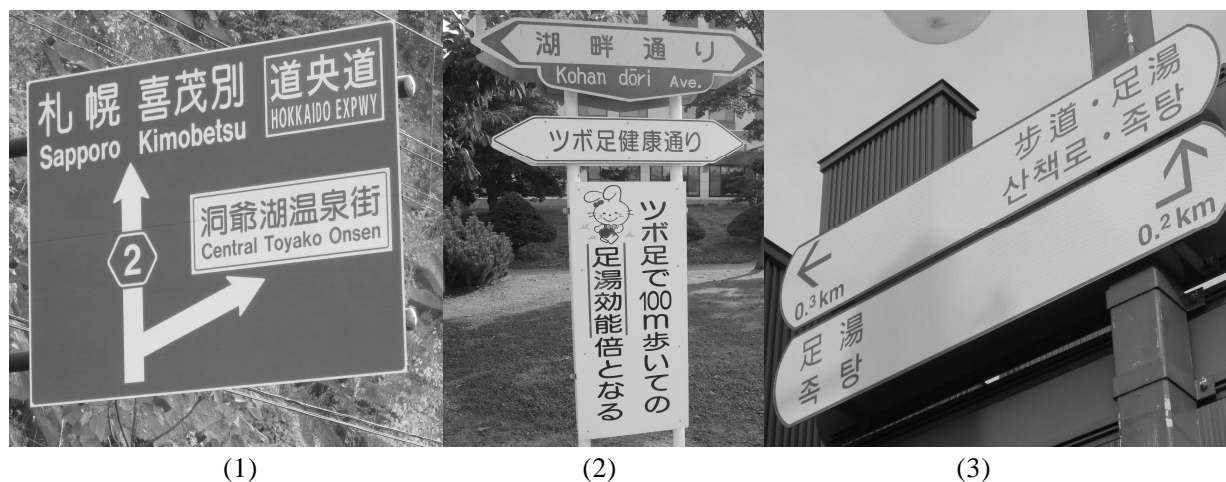 札幌 喜茂別 道央道
Sapporo Kimobetsu HOKKAIDO EXPWY
洞爺湖温泉街
Central Toyako Onsen
2
(1)
湖畔通り
Kohan dōri Ave.
ツボ足健康通り
ツボ足で100m歩いての
足湯効能倍となる
(2)
歩道・足湯
산책로・족탕
0.3 km
0.2 km
足湯
족탕
(3)